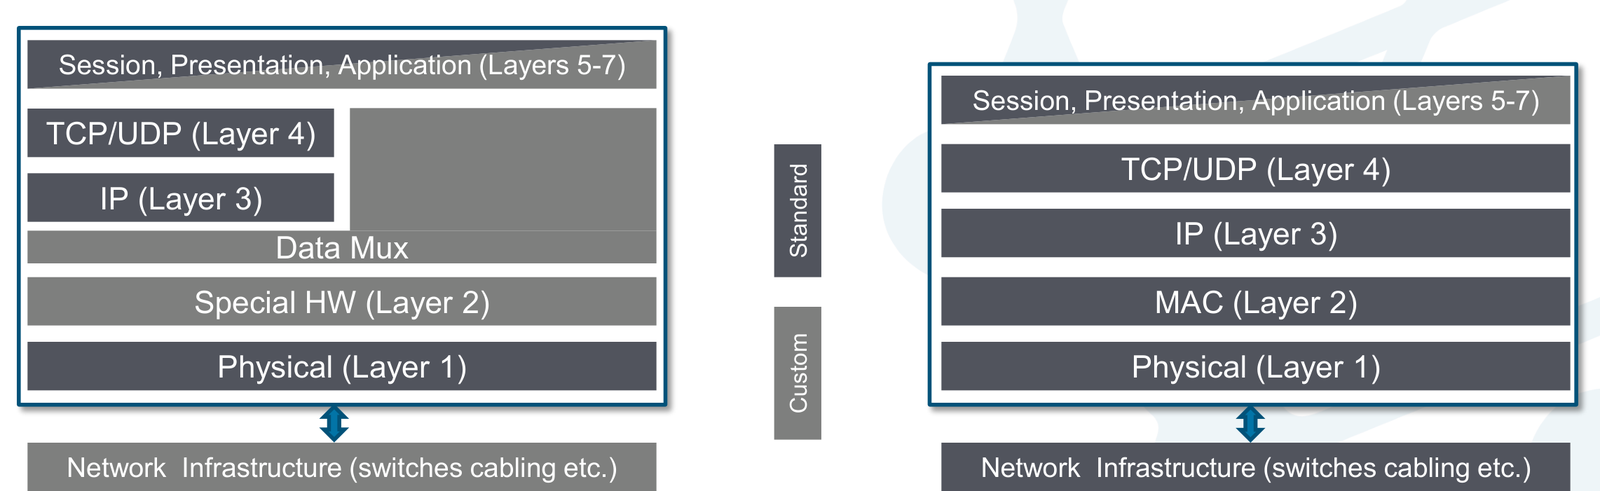 Session, Presentation, Application (Layers 5-7)
TCP/UDP (Layer 4)
IP (Layer 3)
Data Mux
Special HW (Layer 2)
Physical (Layer 1)
Network Infrastructure (switches cabling etc.)
Standard
Custom
Session, Presentation, Application (Layers 5-7)
TCP/UDP (Layer 4)
IP (Layer 3)
MAC (Layer 2)
Physical (Layer 1)
Network Infrastructure (switches cabling etc.)